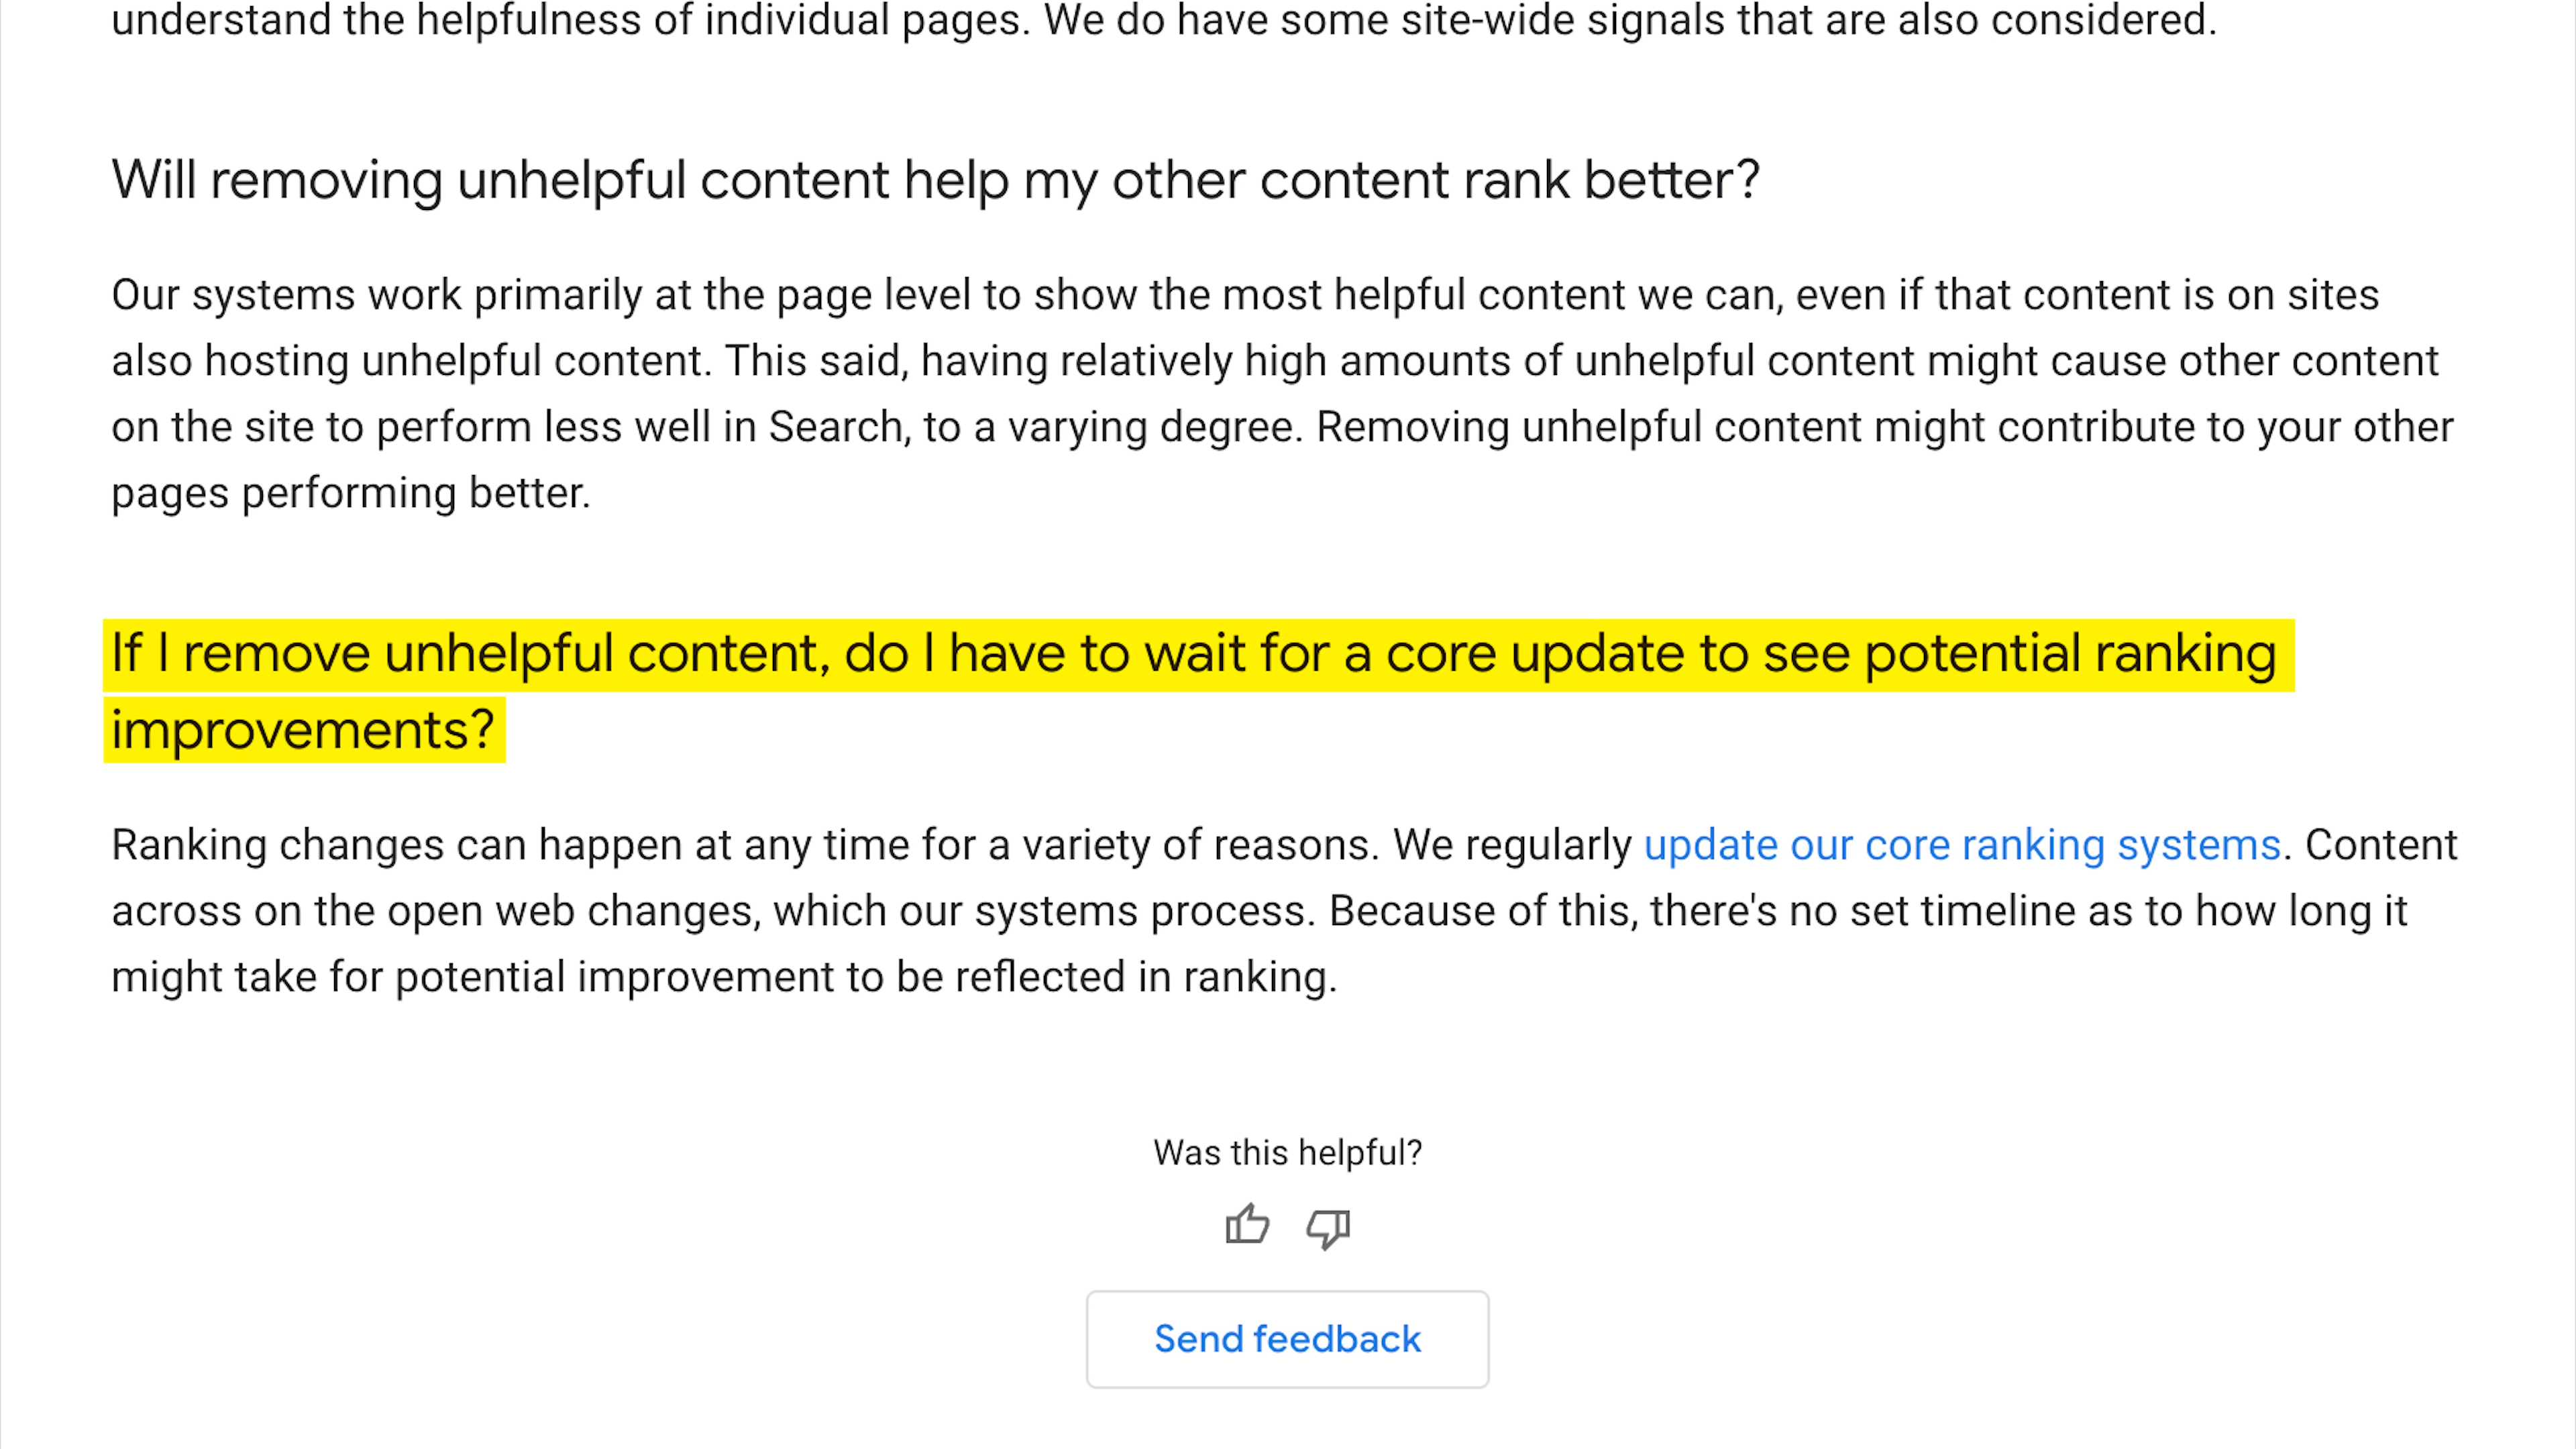 understand the helpfulness of individual pages. We do have some site-wide signals that are also considered.
Will removing unhelpful content help my other content rank better?
Our systems work primarily at the page level to show the most helpful content we can, even if that content is on sites
also hosting unhelpful content. This said, having relatively high amounts of unhelpful content might cause other content
on the site to perform less well in Search, to a varying degree. Removing unhelpful content might contribute to your other
pages performing better.
If I remove unhelpful content, do I have to wait for a core update to see potential ranking
improvements?
Ranking changes can happen at any time for a variety of reasons. We regularly update our core ranking systems. Content
across on the open web changes, which our systems process. Because of this, there's no set timeline as to how long it
might take for potential improvement to be reflected in ranking.
Was this helpful?
Send feedback